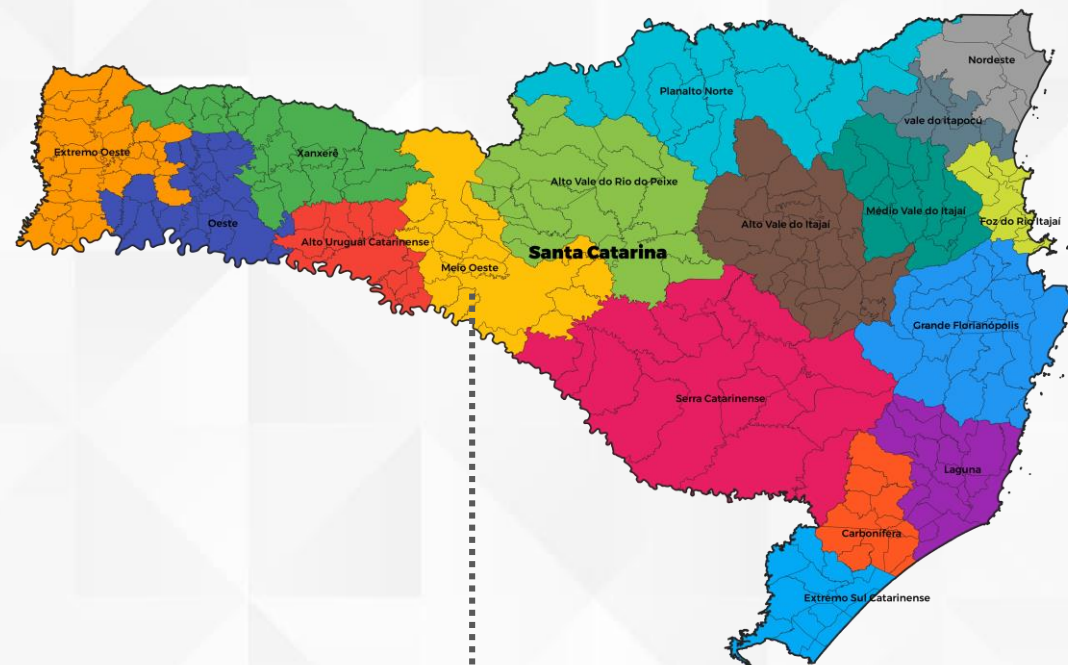 Nordeste
Planalto Norte
vale do Itapocú
Extremo Oeste
Xanxerê
Alto Vale do Rio do Peixe
Médio Vale do Itajaí
Oeste
Alto Vale do Itajaí
Foz do Rio Itajaí
Alto Uruguai Catarinense
Santa Catarina
Meio Oeste
Grande Florianópolis
Serra Catarinense
Laguna
Carbonífera
Extremo Sul Catarinense